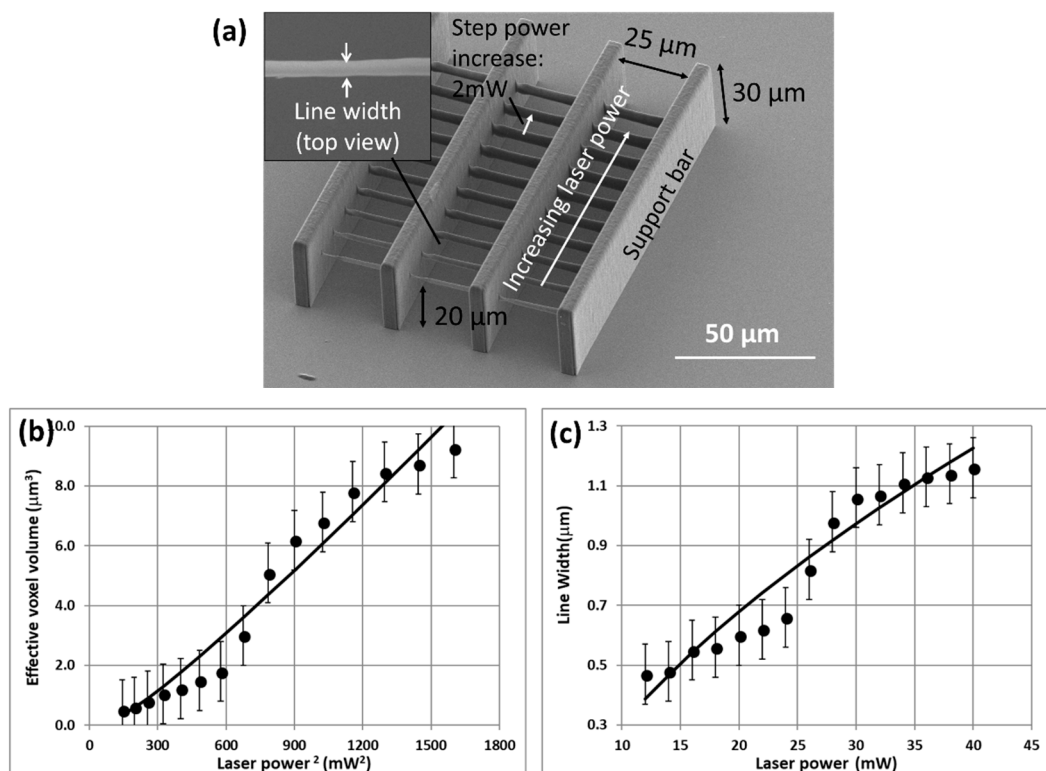 (a)
Step power
increase:
2mW
25 µm
30 µm
Line width
(top view)
Increasing laser power
Support bar
20 µm
50 µm
(b)
Effective voxel volume (µm³)
10.0
8.0
6.0
4.0
2.0
0.0
0 300 600 900 1200 1500 1800
Laser power ² (mW²)
(c)
Line Width(µm)
1.3
1.1
0.9
0.7
0.5
0.3
10 15 20 25 30 35 40 45
Laser power (mW)